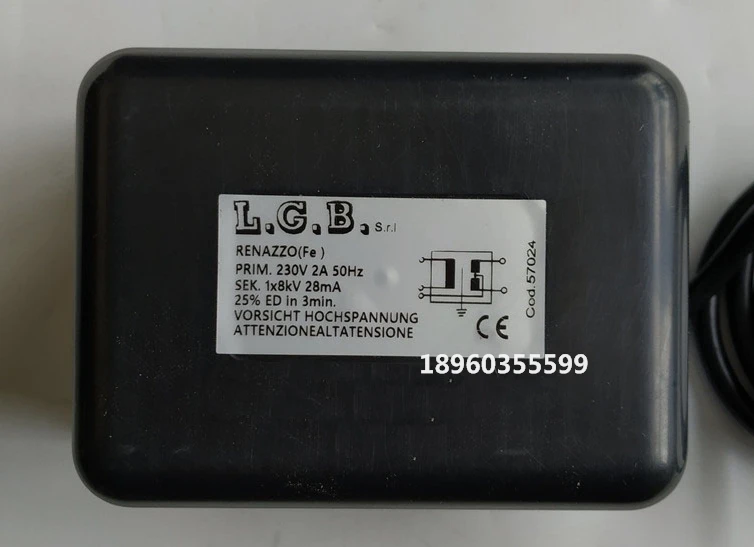 L.G.B. S.r.l
RENAZZO(Fe )
PRIM. 230V 2A 50Hz
SEK. 1x8kV 28mA
25% ED in 3min.
VORSICHT HOCHSPANNUNG
ATTENZIONEALTATENSIONE
CE
Cod.57024
18960355599